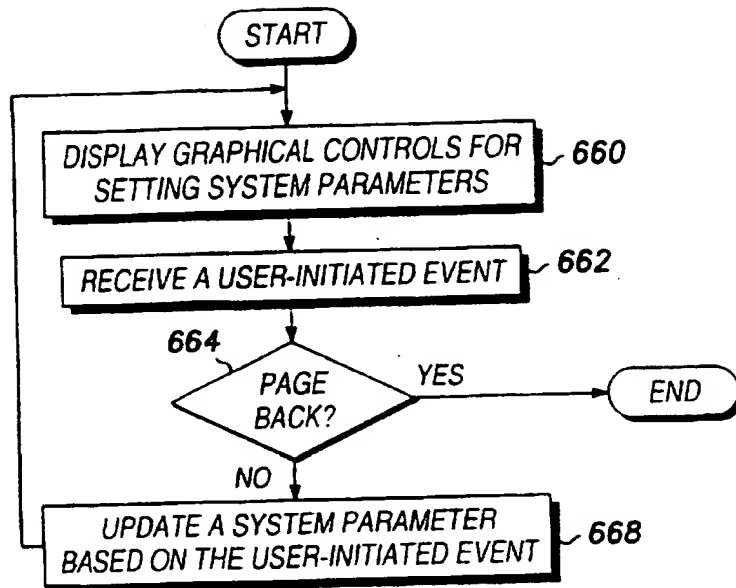 START
DISPLAY GRAPHICAL CONTROLS FOR
SETTING SYSTEM PARAMETERS
660
RECEIVE A USER-INITIATED EVENT
662
664
PAGE
BACK?
YES
END
NO
UPDATE A SYSTEM PARAMETER
BASED ON THE USER-INITIATED EVENT
668